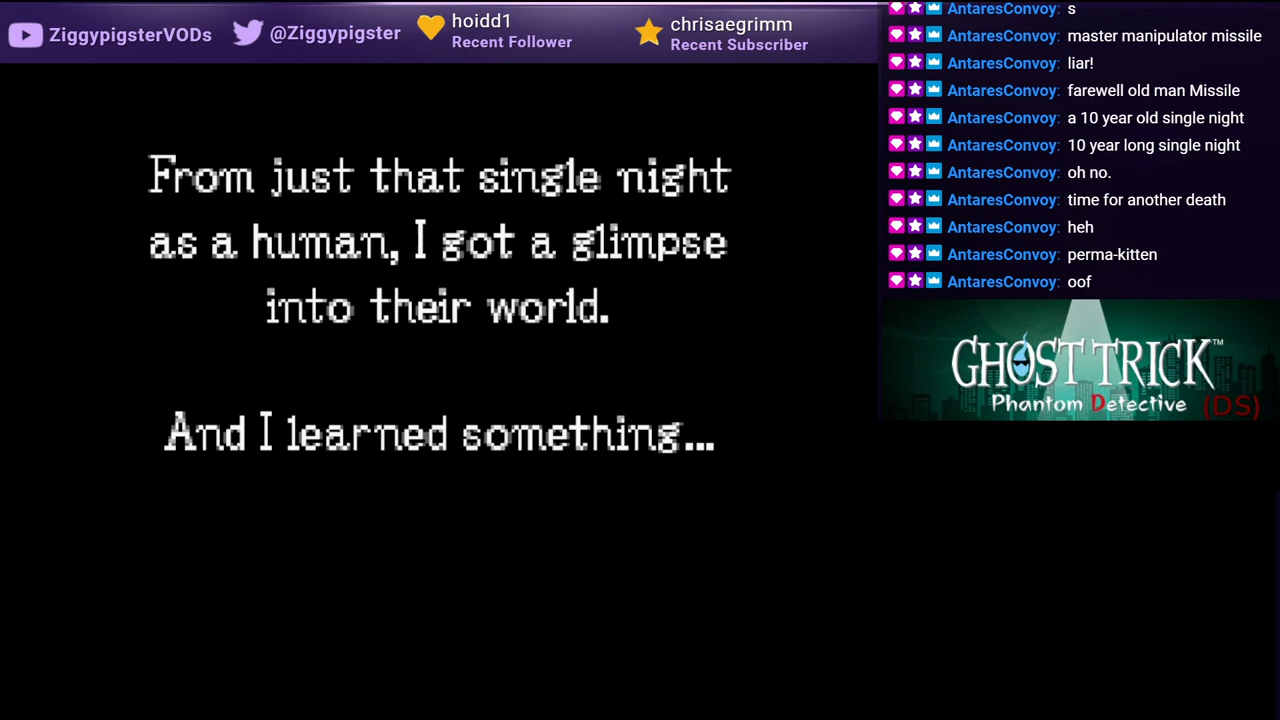 ZiggypigsterVODs
@Ziggypigster
hoidd1
Recent Follower
chrisaegrimm
Recent Subscriber
From just that single night
as a human, I got a glimpse
into their world.
And I learned something...
AntaresConvoy: s
AntaresConvoy: master manipulator missile
AntaresConvoy: liar!
AntaresConvoy: farewell old man Missile
AntaresConvoy: a 10 year old single night
AntaresConvoy: 10 year long single night
AntaresConvoy: oh no.
AntaresConvoy: time for another death
AntaresConvoy: heh
AntaresConvoy: perma-kitten
AntaresConvoy: oof
GHOST TRICK™
Phantom Detective (DS)